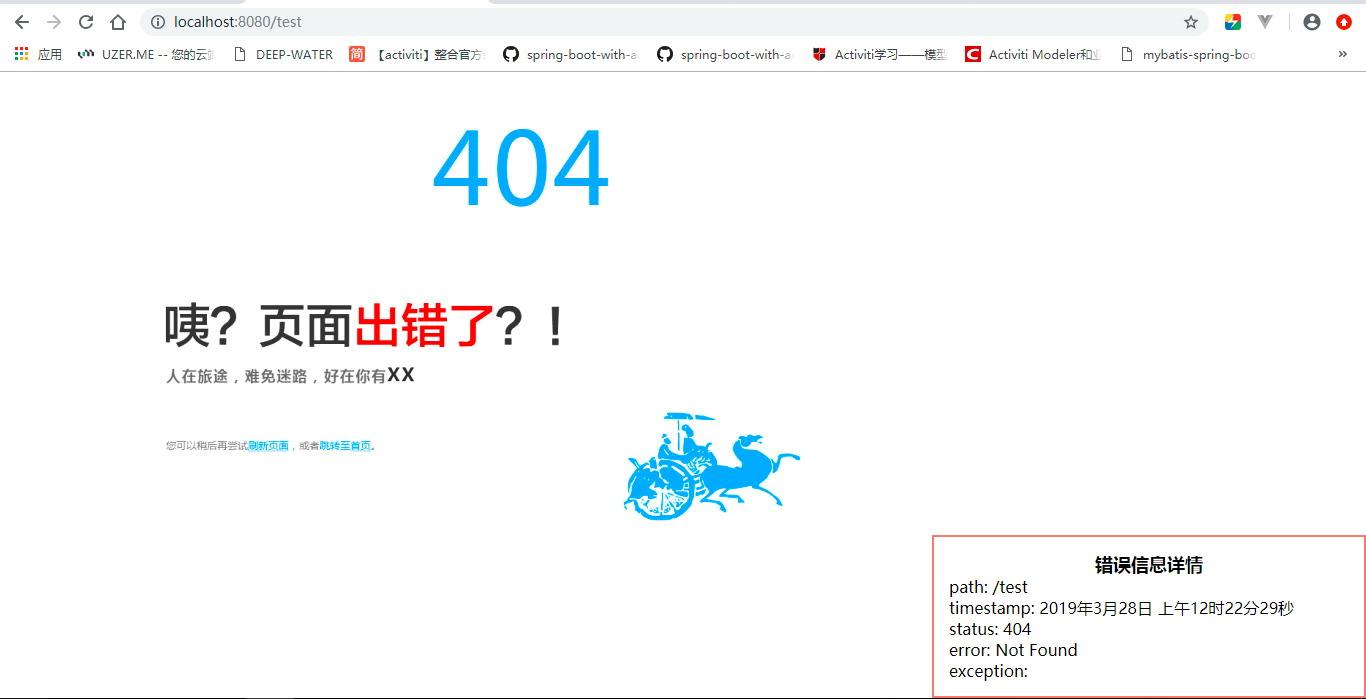 localhost:8080/test
应用
UZER.ME -- 您的云
DEEP-WATER
简
【activiti】整合官方
spring-boot-with-a
spring-boot-with-a
Activiti学习——模型
Activiti Modeler和
mybatis-spring-boo
»
404
咦？页面出错了？！
人在旅途，难免迷路，好在你有XX
您可以稍后再尝试刷新页面，或者跳转至首页。
错误信息详情
path: /test
timestamp: 2019年3月28日 上午12时22分29秒
status: 404
error: Not Found
exception: